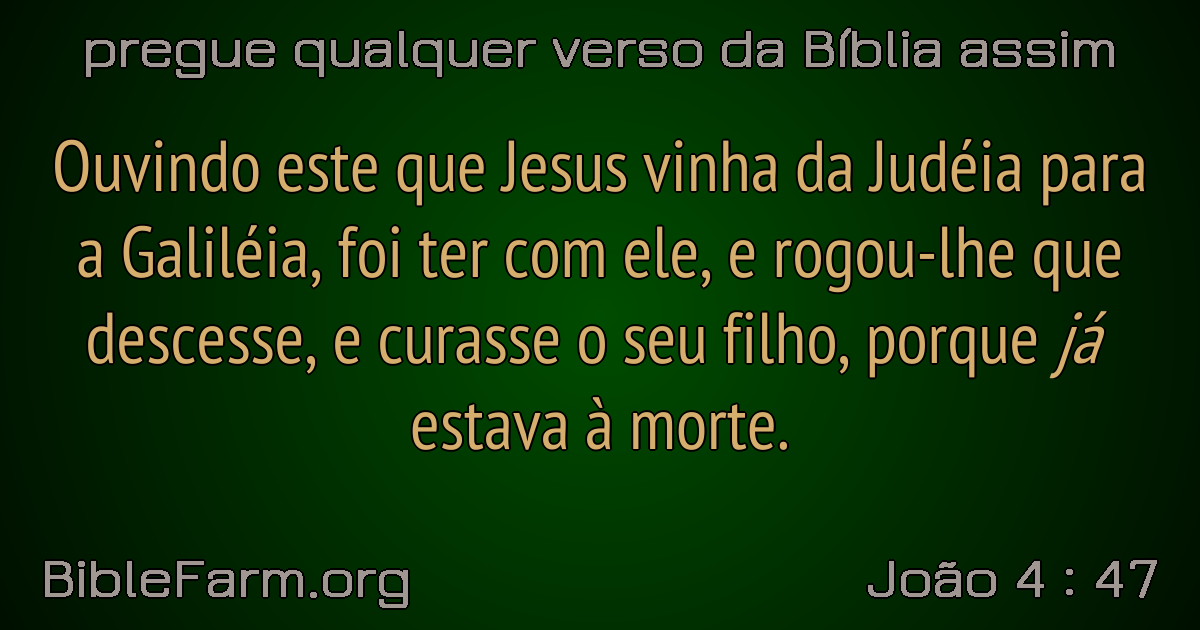 pregue qualquer verso da Bíblia assim
Ouvindo este que Jesus vinha da Judéia para
a Galiléia, foi ter com ele, e rogou-lhe que
descesse, e curasse o seu filho, porque já
estava à morte.
BibleFarm.org
João 4 : 47